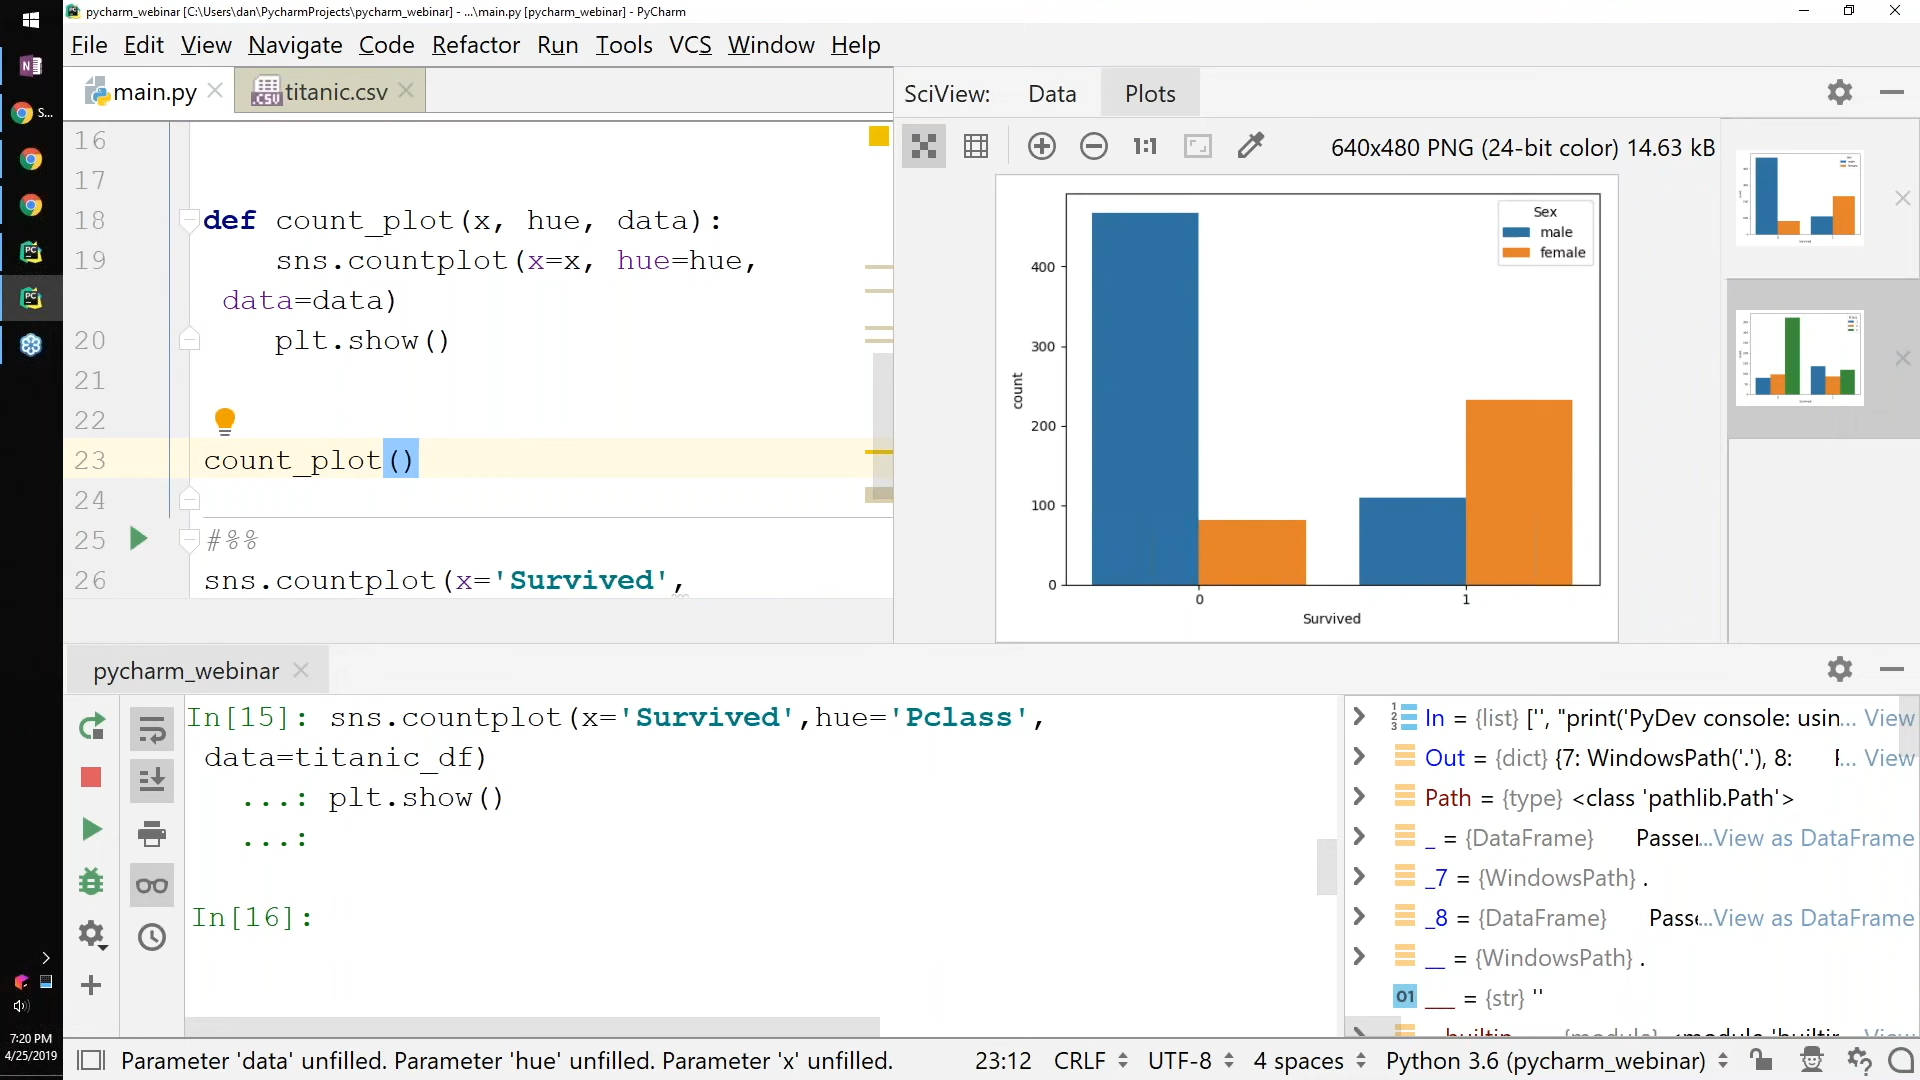 pycharm_webinar [C:\Users\dan\PycharmProjects\pycharm_webinar] - ...\main.py [pycharm_webinar] - PyCharm
File Edit View Navigate Code Refactor Run Tools VCS Window Help
main.py
titanic.csv
SciView: Data Plots
640x480 PNG (24-bit color) 14.63 kB
16
17
18 def count_plot(x, hue, data):
19 sns.countplot(x=x, hue=hue,
data=data)
20 plt.show()
21
22
23 count_plot()
24
25 #%%
26 sns.countplot(x='Survived',
Sex
male
female
400
300
200
100
0
count
0 1
Survived
pycharm_webinar
In[15]: sns.countplot(x='Survived',hue='Pclass',
data=titanic_df)
...: plt.show()
...:
In[16]:
In = {list} ['', "print('PyDev console: usin... View
Out = {dict} {7: WindowsPath('.'), 8: ... View
Path = {type} <class 'pathlib.Path'>
_ = {DataFrame} Passer...View as DataFrame
_7 = {WindowsPath} .
_8 = {DataFrame} Passe...View as DataFrame
__ = {WindowsPath} .
01 ___ = {str} ''
S...
7:20 PM
4/25/2019
Parameter 'data' unfilled. Parameter 'hue' unfilled. Parameter 'x' unfilled. 23:12 CRLF UTF-8 4 spaces Python 3.6 (pycharm_webinar)